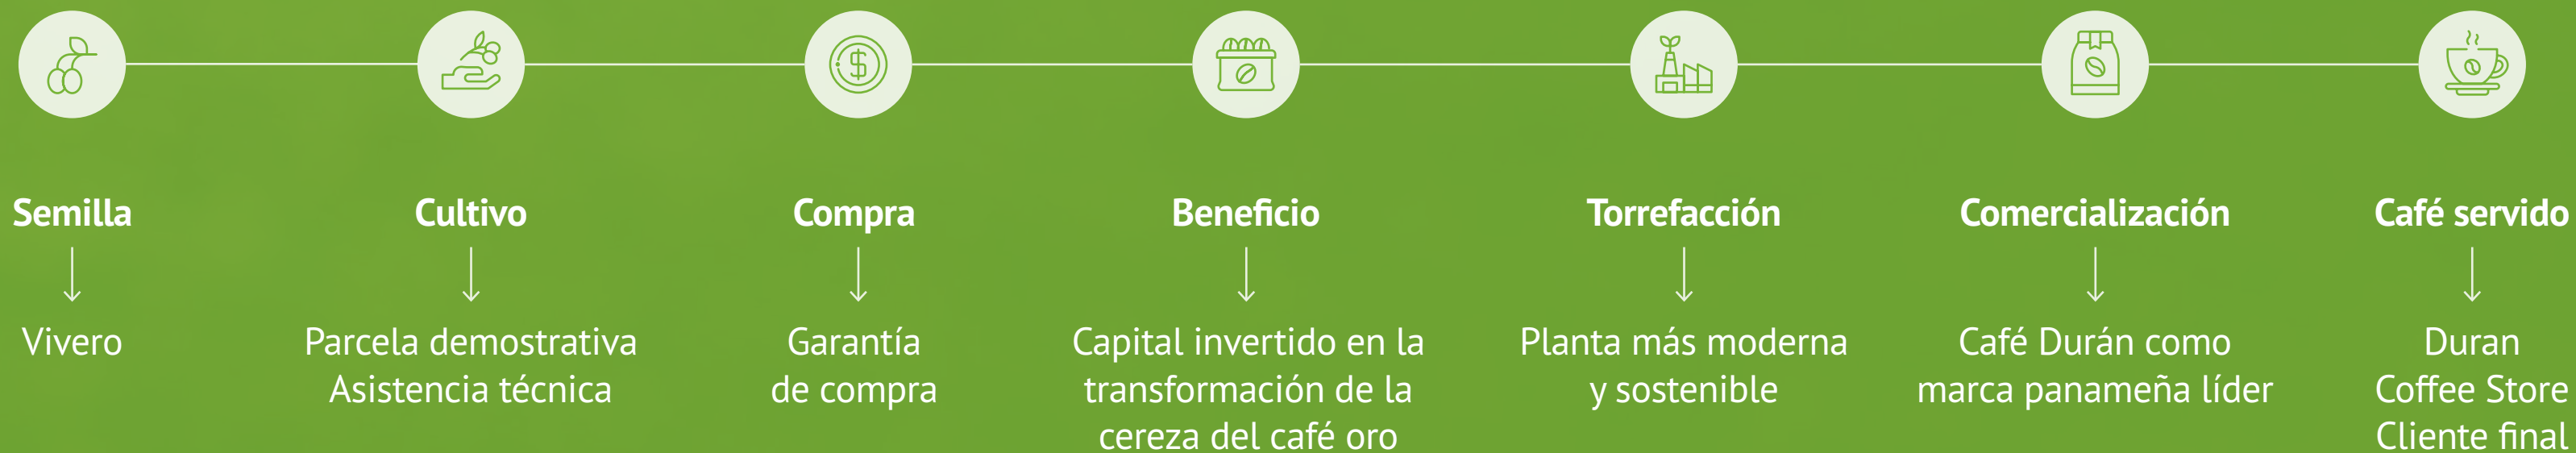 Semilla
Vivero
Cultivo
Parcela demostrativa
Asistencia técnica
Compra
Garantía
de compra
Beneficio
Capital invertido en la
transformación de la
cereza del café oro
Torrefacción
Planta más moderna
y sostenible
Comercialización
Café Durán como
marca panameña líder
Café servido
Duran
Coffee Store
Cliente final